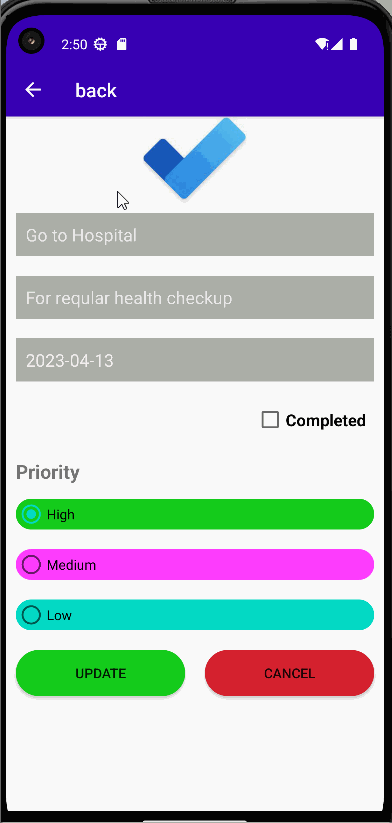 2:50
back
Go to Hospital
For reqular health checkup
2023-04-13
Completed
Priority
High
Medium
Low
UPDATE CANCEL